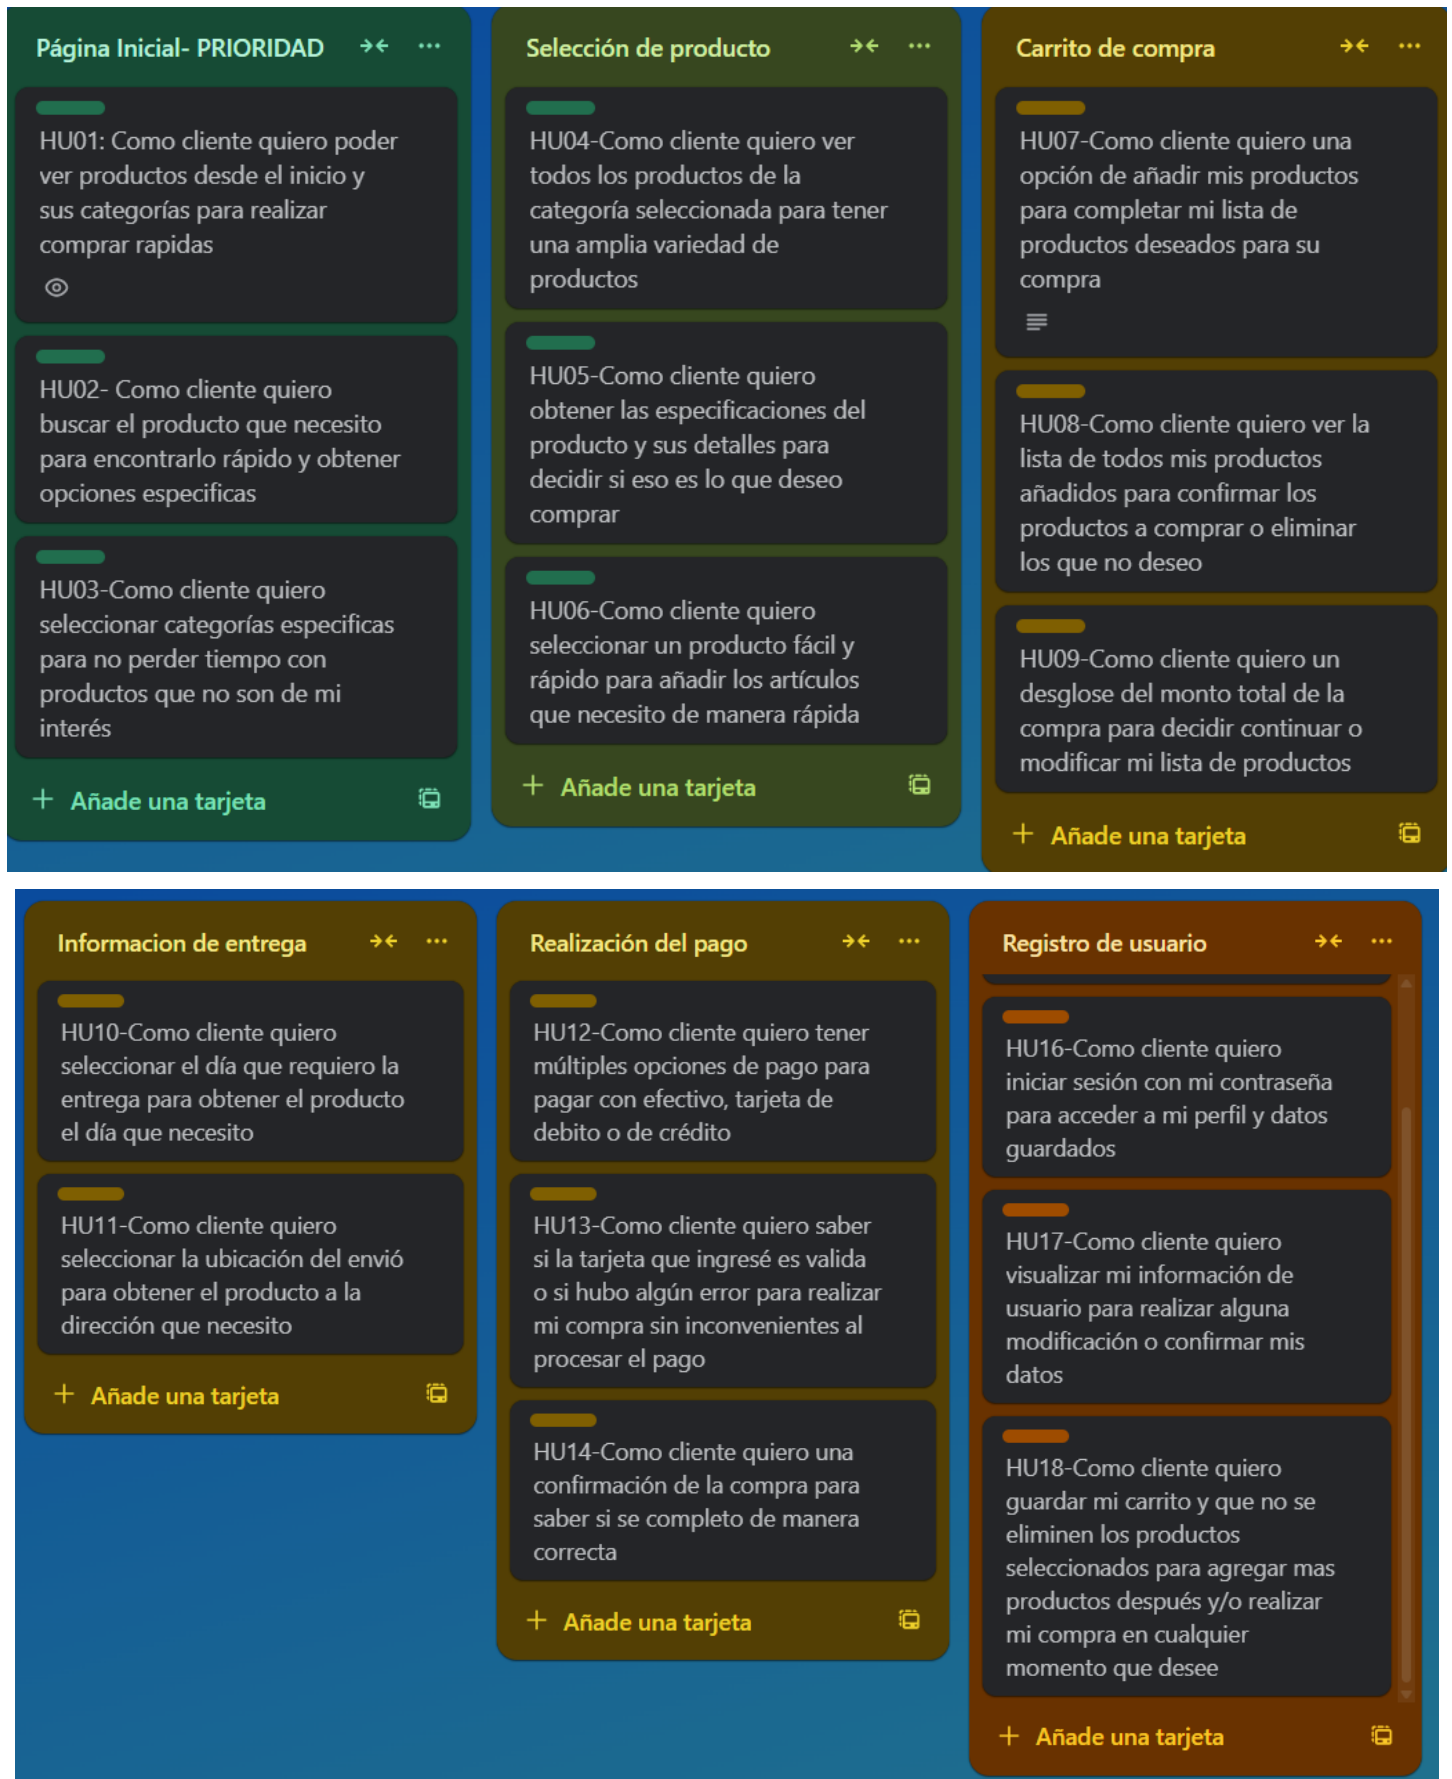 Página Inicial- PRIORIDAD
HU01: Como cliente quiero poder
ver productos desde el inicio y
sus categorías para realizar
comprar rapidas
HU02- Como cliente quiero
buscar el producto que necesito
para encontrarlo rápido y obtener
opciones especificas
HU03-Como cliente quiero
seleccionar categorías especificas
para no perder tiempo con
productos que no son de mi
interés
Añade una tarjeta
Selección de producto
HU04-Como cliente quiero ver
todos los productos de la
categoría seleccionada para tener
una amplia variedad de
productos
HU05-Como cliente quiero
obtener las especificaciones del
producto y sus detalles para
decidir si eso es lo que deseo
comprar
HU06-Como cliente quiero
seleccionar un producto fácil y
rápido para añadir los artículos
que necesito de manera rápida
Añade una tarjeta
Carrito de compra
HU07-Como cliente quiero una
opción de añadir mis productos
para completar mi lista de
productos deseados para su
compra
HU08-Como cliente quiero ver la
lista de todos mis productos
añadidos para confirmar los
productos a comprar o eliminar
los que no deseo
HU09-Como cliente quiero un
desglose del monto total de la
compra para decidir continuar o
modificar mi lista de productos
Añade una tarjeta
Informacion de entrega
HU10-Como cliente quiero
seleccionar el día que requiero la
entrega para obtener el producto
el día que necesito
HU11-Como cliente quiero
seleccionar la ubicación del envió
para obtener el producto a la
dirección que necesito
Añade una tarjeta
Realización del pago
HU12-Como cliente quiero tener
múltiples opciones de pago para
pagar con efectivo, tarjeta de
debito o de crédito
HU13-Como cliente quiero saber
si la tarjeta que ingresé es valida
o si hubo algún error para realizar
mi compra sin inconvenientes al
procesar el pago
HU14-Como cliente quiero una
confirmación de la compra para
saber si se completo de manera
correcta
Añade una tarjeta
Registro de usuario
HU16-Como cliente quiero
iniciar sesión con mi contraseña
para acceder a mi perfil y datos
guardados
HU17-Como cliente quiero
visualizar mi información de
usuario para realizar alguna
modificación o confirmar mis
datos
HU18-Como cliente quiero
guardar mi carrito y que no se
eliminen los productos
seleccionados para agregar mas
productos después y/o realizar
mi compra en cualquier
momento que desee
Añade una tarjeta